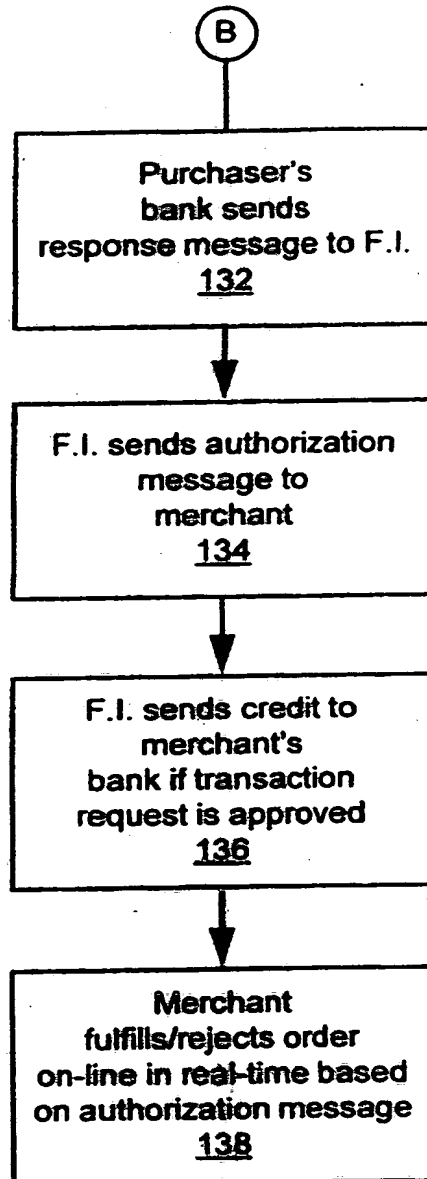 B
Purchaser's
bank sends
response message to F.I.
132
F.I. sends authorization
message to
merchant
134
F.I. sends credit to
merchant's
bank if transaction
request is approved
136
Merchant
fulfills/rejects order
on-line in real-time based
on authorization message
138